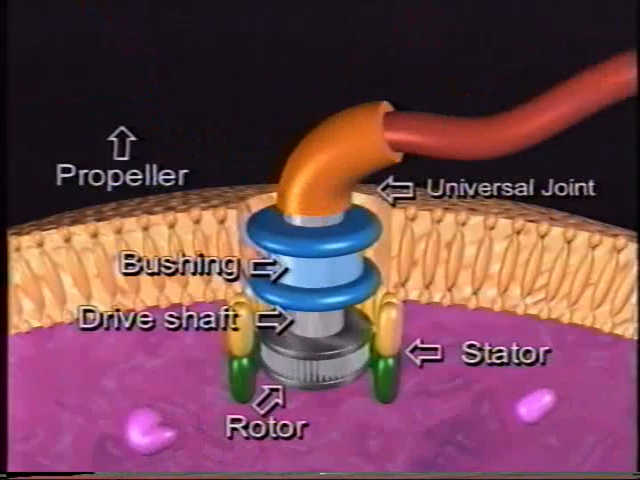 Propeller
Universal Joint
Bushing
Drive shaft
Stator
Rotor